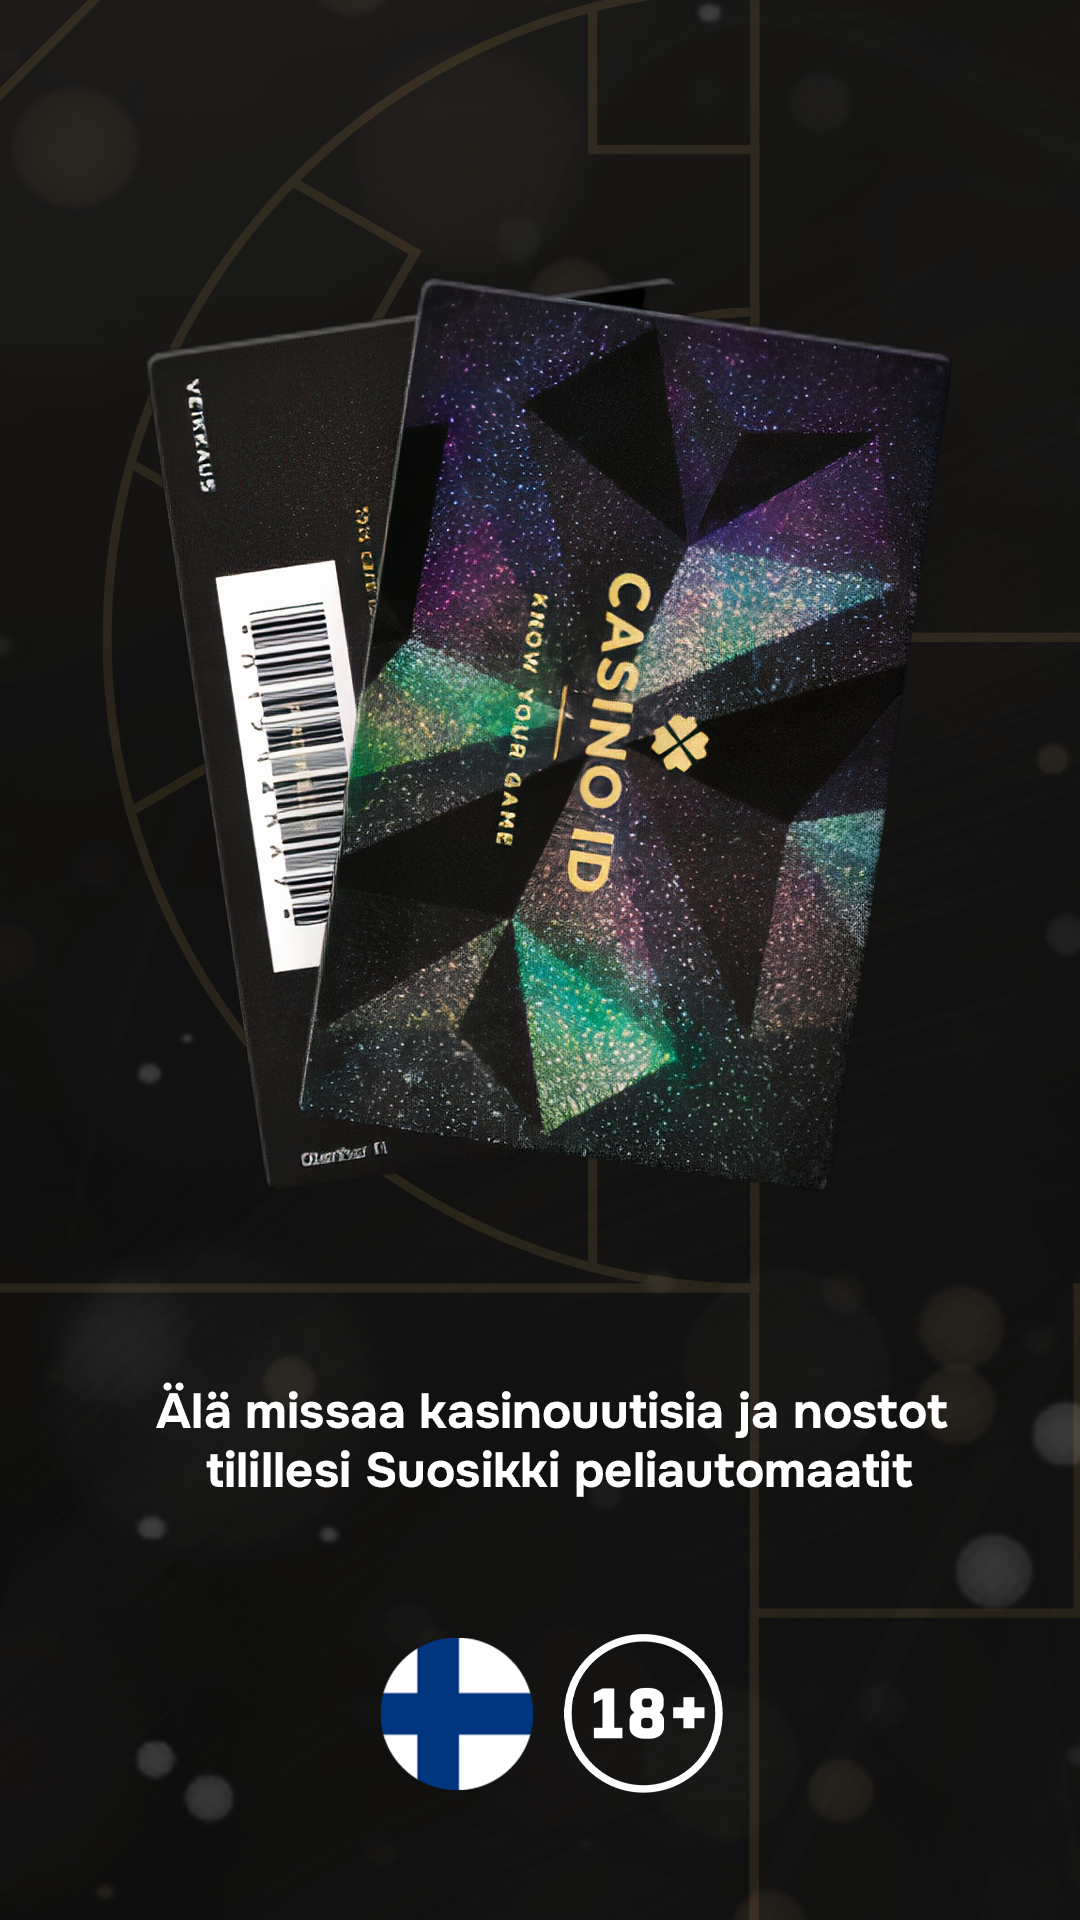 VEIKKAUS
CASINO ID
KNOW YOUR GAME
Älä missaa kasinouutisia ja nostot
tilillesi Suosikki peliautomaatit
18+